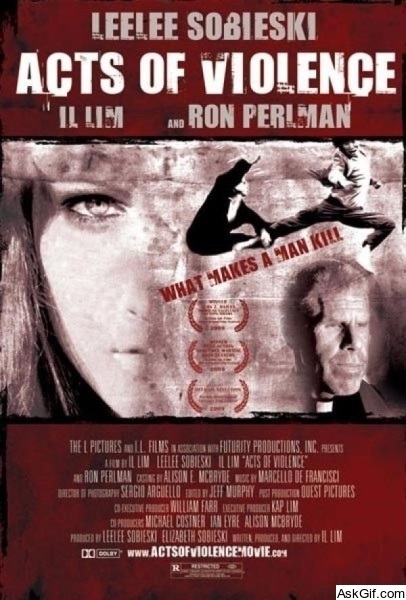 LEELEE SOBIESKI
ACTS OF VIOLENCE
IL LIM AND RON PERLMAN
WHAT MAKES A MAN KILL
THE L PICTURES AND I.L. FILMS IN ASSOCIATION WITH FUTURITY PRODUCTIONS, INC. PRESENTS
A FILM BY IL LIM LEELEE SOBIESKI IL LIM "ACTS OF VIOLENCE"
AND RON PERLMAN CASTING BY ALISON E. MCBRYDE MUSIC BY MARCELLO DE FRANCISCI
DIRECTOR OF PHOTOGRAPHY SERGIO ARGUELLO EDITED BY JEFF MURPHY POST PRODUCTION QUEST PICTURES
CO-EXECUTIVE PRODUCER WILLIAM FARR EXECUTIVE PRODUCER KAP LIM
CO-PRODUCERS MICHAEL COSTNER IAN EYRE ALISON MCBRYDE
PRODUCED BY LEELEE SOBIESKI ELIZABETH SOBIESKI WRITTEN, PRODUCED, AND DIRECTED BY IL LIM
DOLBY WWW.ACTSOFVIOLENCEMOVIE.COM
R RESTRICTED
AskGif.com